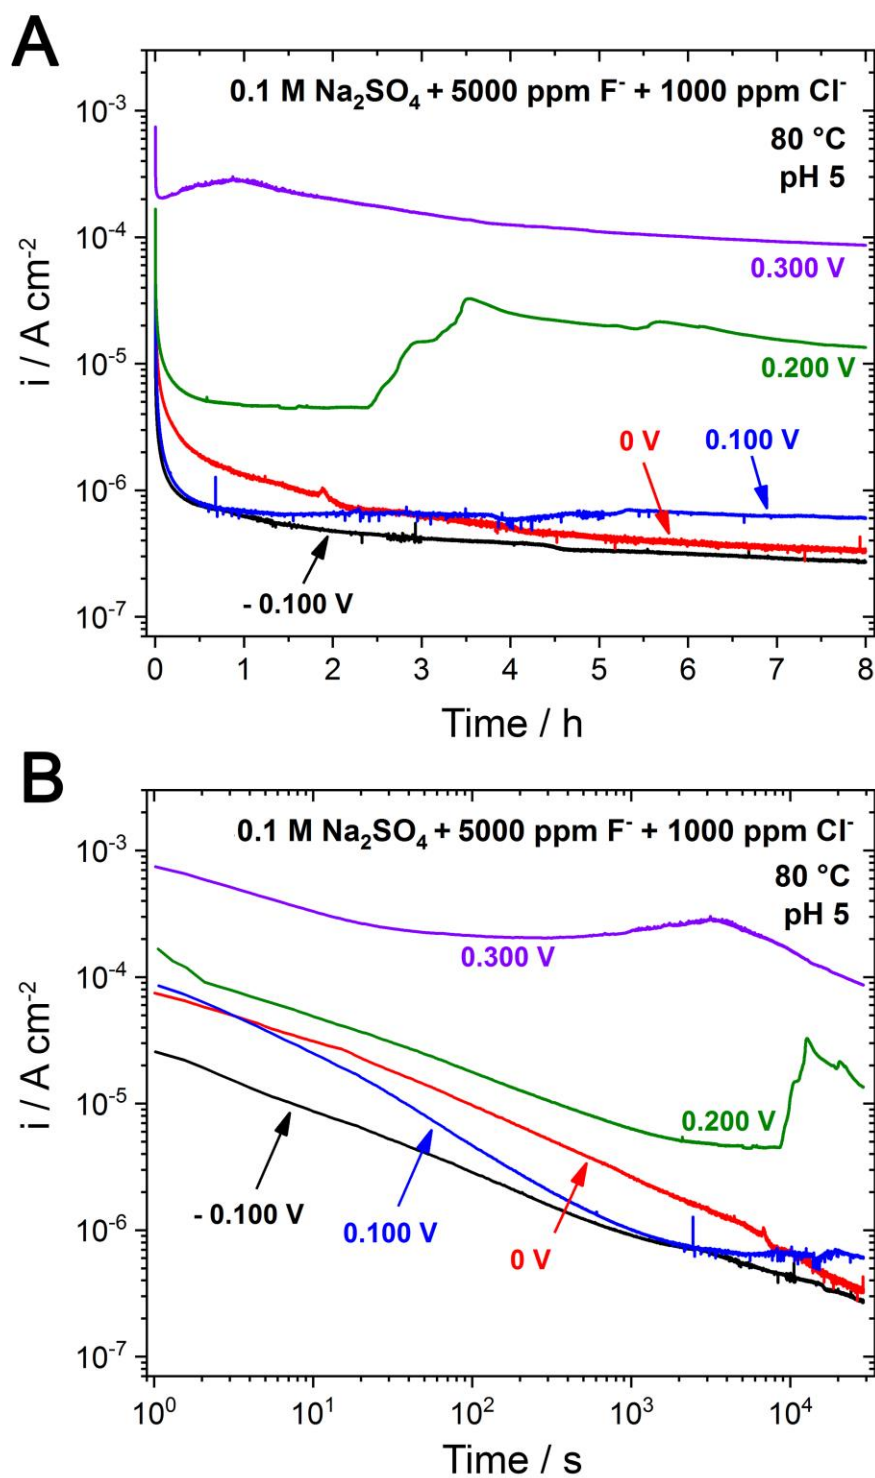 A
0.1 M Na₂SO₄ + 5000 ppm F⁻ + 1000 ppm Cl⁻
80 °C
pH 5
10⁻³
10⁻⁴
10⁻⁵
10⁻⁶
10⁻⁷
i / A cm⁻²
0.300 V
0.200 V
0 V
0.100 V
- 0.100 V
0 1 2 3 4 5 6 7 8
Time / h
B
0.1 M Na₂SO₄ + 5000 ppm F⁻ + 1000 ppm Cl⁻
80 °C
pH 5
10⁻³
10⁻⁴
10⁻⁵
10⁻⁶
10⁻⁷
i / A cm⁻²
0.300 V
0.200 V
- 0.100 V
0.100 V
0 V
10⁰ 10¹ 10² 10³ 10⁴
Time / s